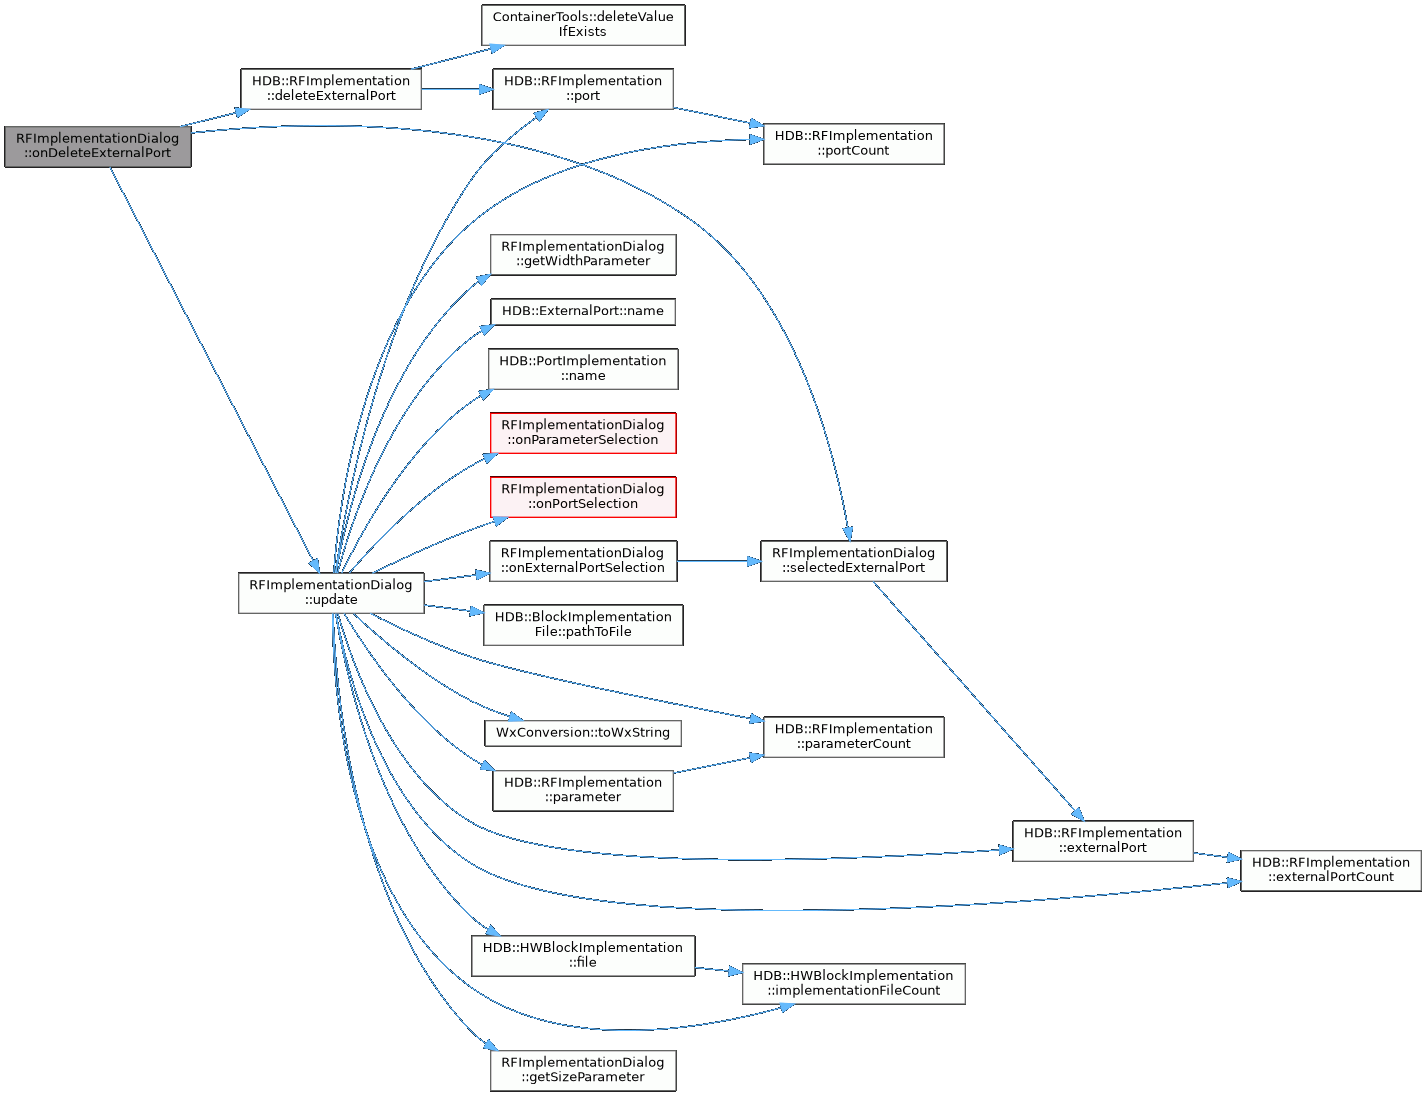 ContainerTools::deleteValue
IfExists
HDB::RFImplementation
::deleteExternalPort
HDB::RFImplementation
::port
RFImplementationDialog
::onDeleteExternalPort
HDB::RFImplementation
::portCount
RFImplementationDialog
::getWidthParameter
HDB::ExternalPort::name
HDB::PortImplementation
::name
RFImplementationDialog
::onParameterSelection
RFImplementationDialog
::onPortSelection
RFImplementationDialog
::onExternalPortSelection
RFImplementationDialog
::selectedExternalPort
RFImplementationDialog
::update
HDB::BlockImplementation
File::pathToFile
WxConversion::toWxString
HDB::RFImplementation
::parameterCount
HDB::RFImplementation
::parameter
HDB::RFImplementation
::externalPort
HDB::RFImplementation
::externalPortCount
HDB::HWBlockImplementation
::file
HDB::HWBlockImplementation
::implementationFileCount
RFImplementationDialog
::getSizeParameter